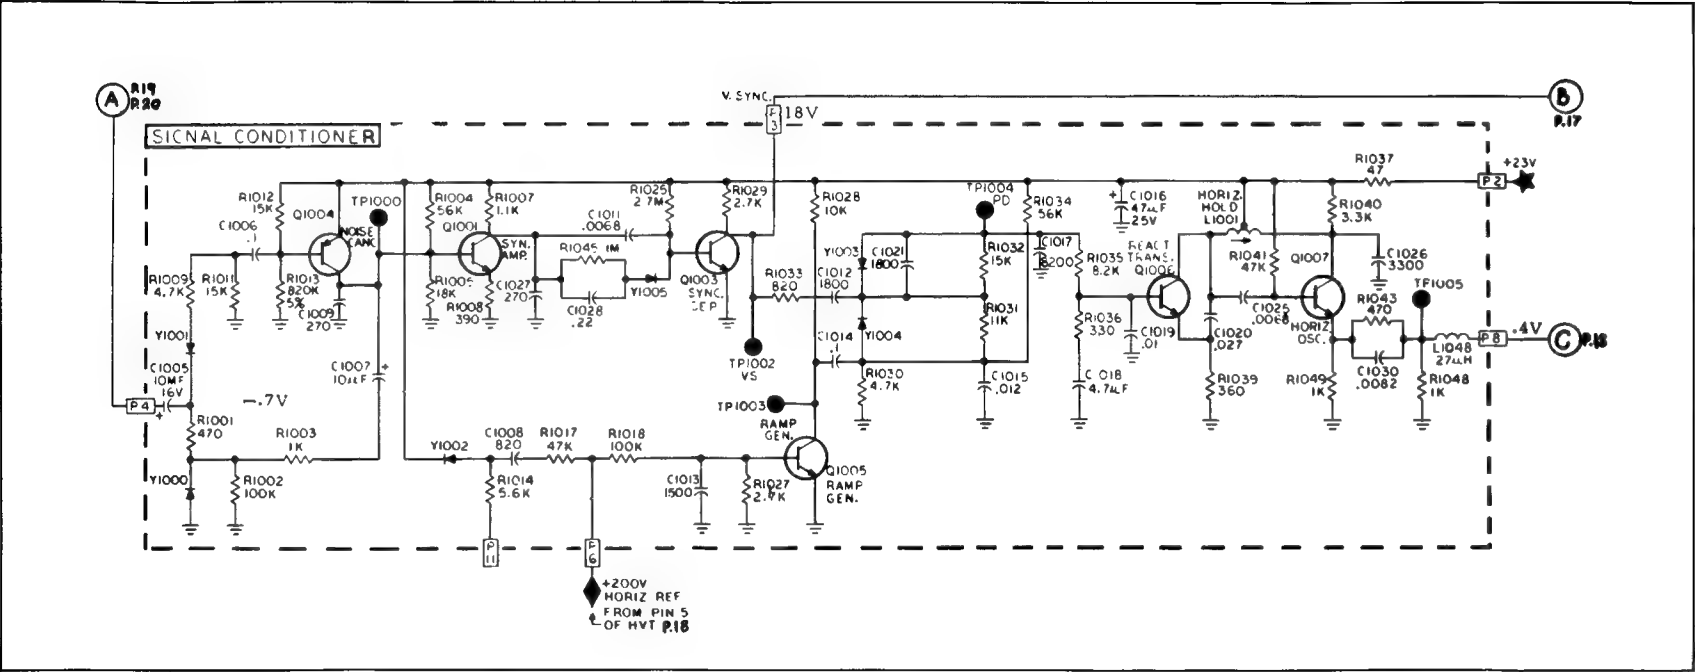 A
R19
P.20
V. SYNC.
18V
3
B
P.17
SIGNAL CONDITIONER
+23V
P2
R1037
47
R1012
15K
Q1004
TP1000
R1004
56K
R1007
1.1K
R1025
2.7M
R1029
2.7K
R1028
10K
TP1004
PD
R1034
56K
C1016
47µF
25V
+
HORIZ.
HOLD
L1001
R1040
3.3K
C1006
.1
NOISE
CANC
Q1001
SYN.
AMP.
C1011
.0068
R1045 1M
Q1003
SYNC.
SEP
R1033
820
C1012
1800
Y1003
C1021
1800
R1032
15K
C1017
8200
R1035
8.2K
REACT
TRANS.
Q1006
R1041
47K
Q1007
C1026
3300
R1009
4.7K
R1011
15K
R1013
820K
5%
C1009
270
R1005
18K
R1008
390
C1027
270
C1028
.22
Y1005
R1031
11K
R1036
330
C1019
.01
C1020
.027
C1025
.0068
HORIZ.
OSC.
R1043
470
TP1005
.4V
P8
C
P.18
L1048
27µH
Y1001
C1005
10MF
16V
+
C1007
10µF
+
TP1002
VS
C1014
.1
Y1004
R1030
4.7K
C1015
.012
C1018
4.7µF
R1039
360
R1049
1K
C1030
.0082
R1048
1K
P4
-.7V
TP1003
RAMP
GEN.
R1001
470
R1003
1K
Y1002
C1008
820
R1017
47K
R1018
100K
Y1000
R1002
100K
R1014
5.6K
C1013
1500
R1027
2.7K
Q1005
RAMP
GEN.
P
11
6
+200V
HORIZ REF
FROM PIN 5
OF HVT P.18